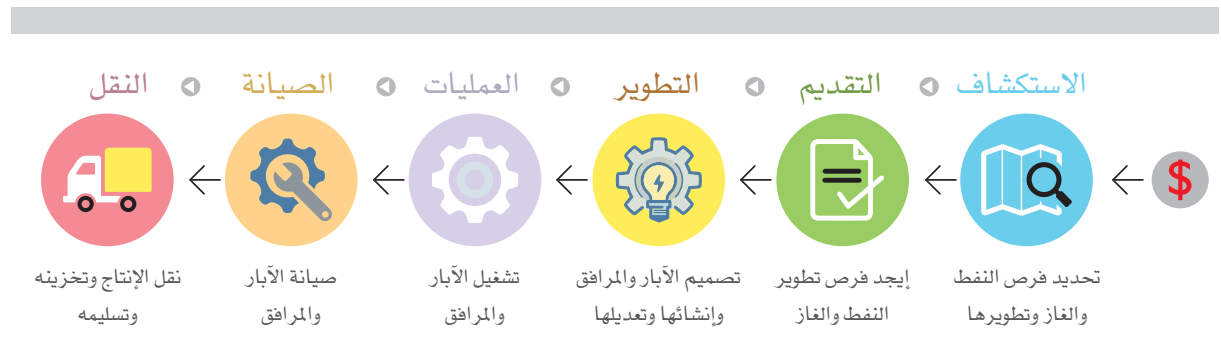 الاستكشاف
التقديم
التطوير
العمليات
الصيانة
النقل
$
تحديد فرص النفط
والغاز وتطويرها
إيجد فرص تطوير
النفط والغاز
تصميم الآبار والمرافق
وإنشائها وتعديلها
تشغيل الآبار
والمرافق
صيانة الآبار
والمرافق
نقل الإنتاج وتخزينه
وتسليمه